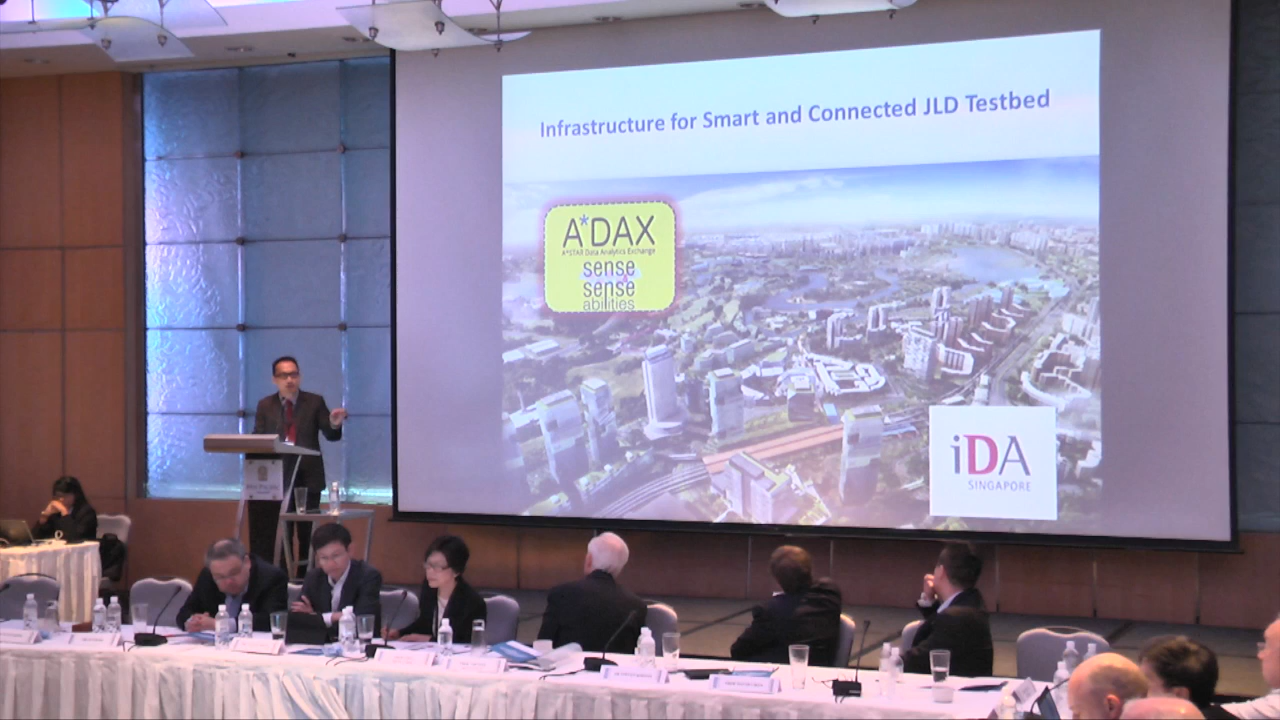 Infrastructure for Smart and Connected JLD Testbed
A*DAX
A*STAR Data Analytics Exchange
sense
sense
abilities
iDA
SINGAPORE